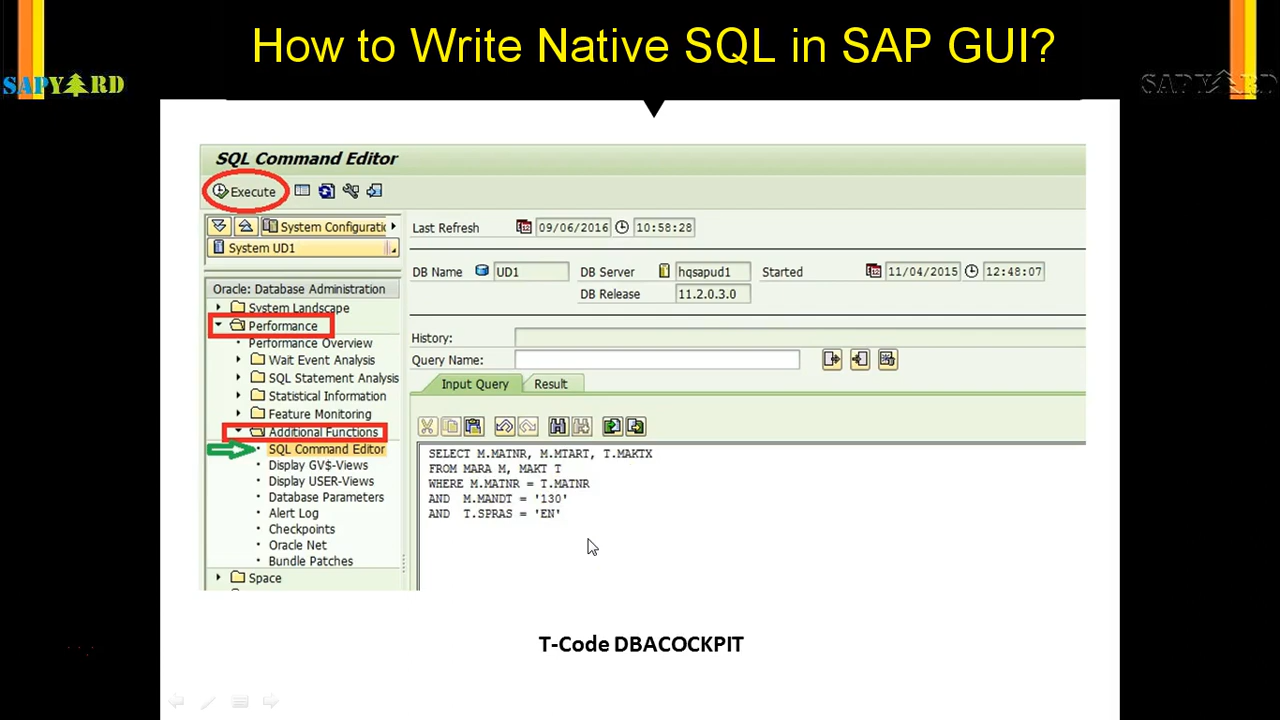 How to Write Native SQL in SAP GUI?
SAPYARD
SAPYARD
SQL Command Editor
Execute
System Configuratic
System UD1
Oracle: Database Administration
System Landscape
Performance
Performance Overview
Wait Event Analysis
SQL Statement Analysis
Statistical Information
Feature Monitoring
Additional Functions
SQL Command Editor
Display GV$-Views
Display USER-Views
Database Parameters
Alert Log
Checkpoints
Oracle Net
Bundle Patches
Space
Last Refresh 09/06/2016 10:58:28
DB Name UD1 DB Server hqsapud1 Started 11/04/2015 12:48:07
DB Release 11.2.0.3.0
History:
Query Name:
Input Query Result
SELECT M.MATNR, M.MTART, T.MAKTX
FROM MARA M, MAKT T
WHERE M.MATNR = T.MATNR
AND M.MANDT = '130'
AND T.SPRAS = 'EN'
T-Code DBACOCKPIT